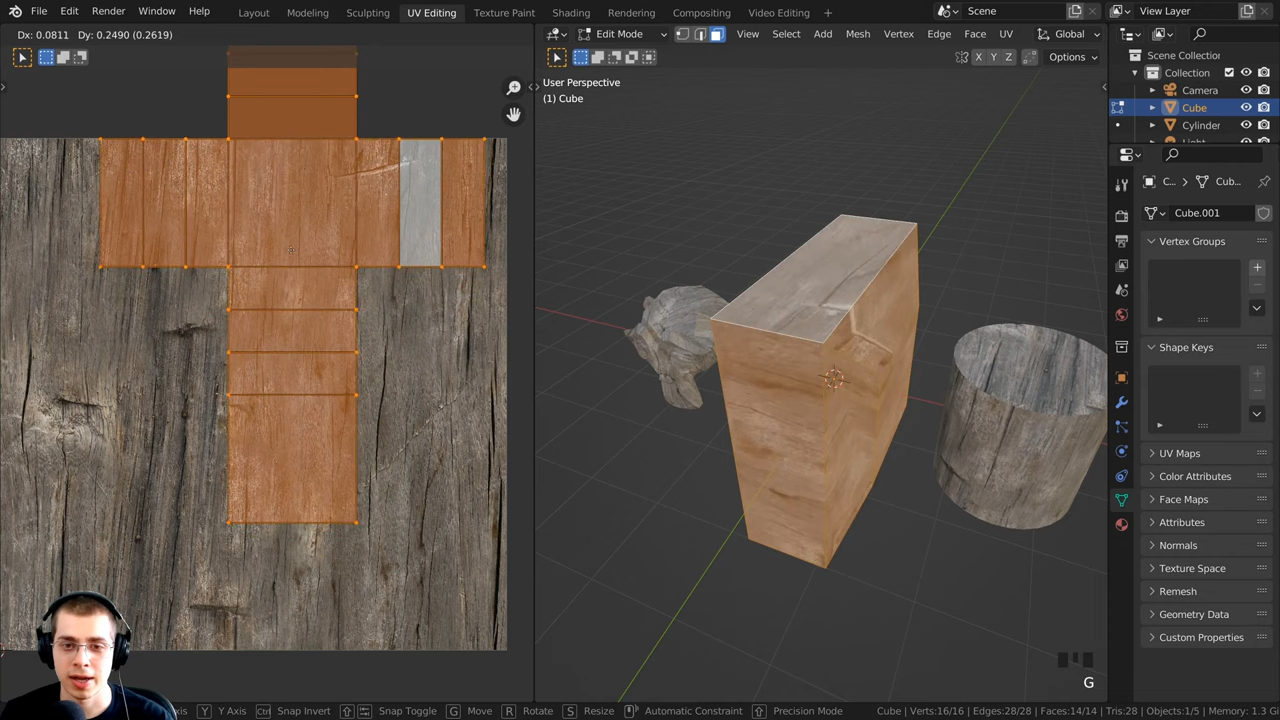 File Edit Render Window Help Layout Modeling Sculpting UV Editing Texture Paint Shading Rendering Compositing Video Editing + Scene View Layer
Dx: 0.0811 Dy: 0.2490 (0.2619)
Edit Mode View Select Add Mesh Vertex Edge Face UV Global
X Y Z Options
User Perspective
(1) Cube
Scene Collection
Collection
Camera
Cube
Cylinder
C... Cub...
Cube.001
Vertex Groups
Shape Keys
UV Maps
Color Attributes
Face Maps
Attributes
Normals
Texture Space
Remesh
Geometry Data
Custom Properties
G
axis Y Y Axis Ctrl Snap Invert Snap Toggle G Move R Rotate S Resize Automatic Constraint Precision Mode Cube | Verts:16/16 | Edges:28/28 | Faces:14/14 | Tris:28 | Objects:1/5 | Memory: 1.3 G